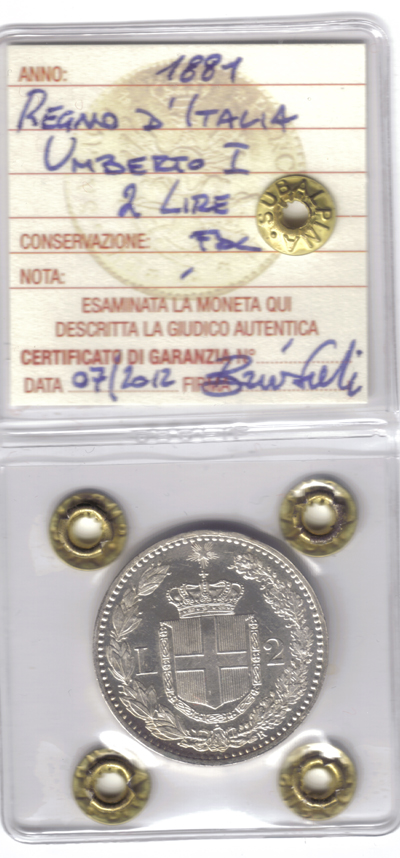 ANNO: 1881
REGNO D'ITALIA
UMBERTO I
2 LIRE
SUBALPINA
CONSERVAZIONE: FDC
NOTA: -
ESAMINATA LA MONETA QUI
DESCRITTA LA GIUDICO AUTENTICA
CERTIFICATO DI GARANZIA N°
DATA 07/2012 FIRMA
L 2
R